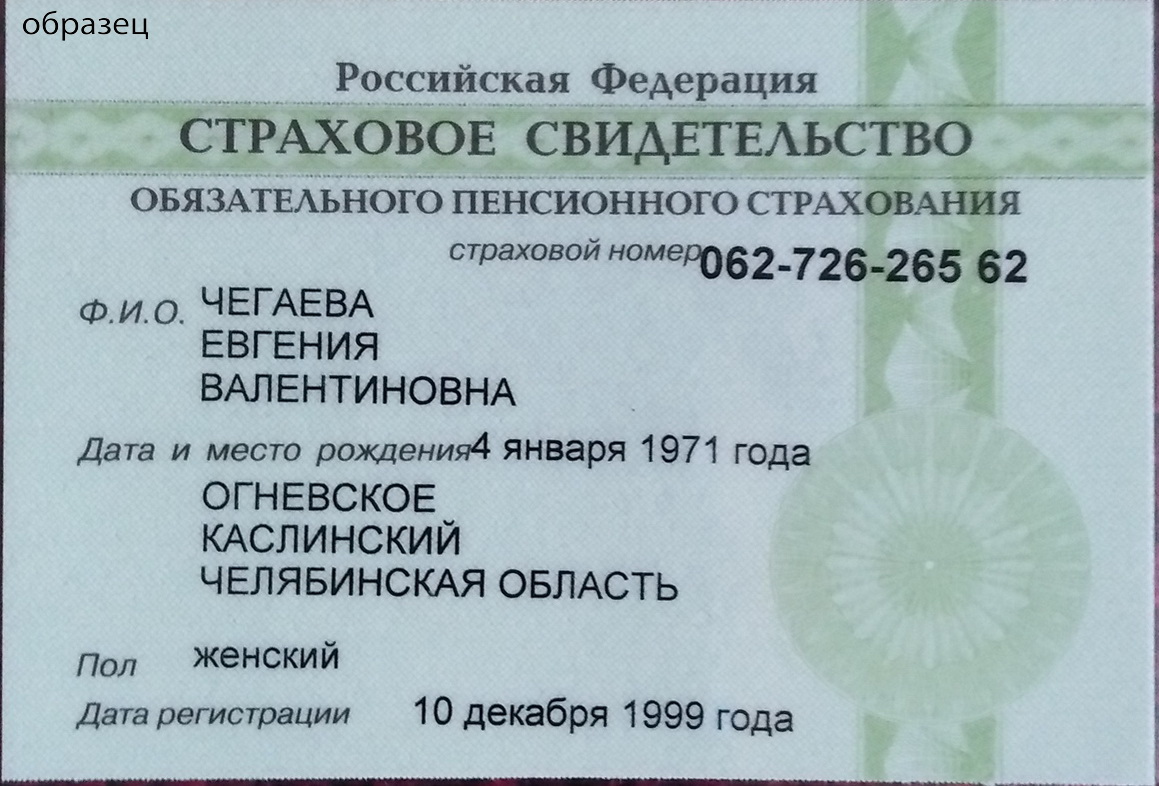 образец
Российская Федерация
СТРАХОВОЕ СВИДЕТЕЛЬСТВО
ОБЯЗАТЕЛЬНОГО ПЕНСИОННОГО СТРАХОВАНИЯ
страховой номер 062-726-265 62
Ф.И.О. ЧЕГАЕВА
ЕВГЕНИЯ
ВАЛЕНТИНОВНА
Дата и место рождения 4 января 1971 года
ОГНЕВСКОЕ
КАСЛИНСКИЙ
ЧЕЛЯБИНСКАЯ ОБЛАСТЬ
Пол женский
Дата регистрации 10 декабря 1999 года